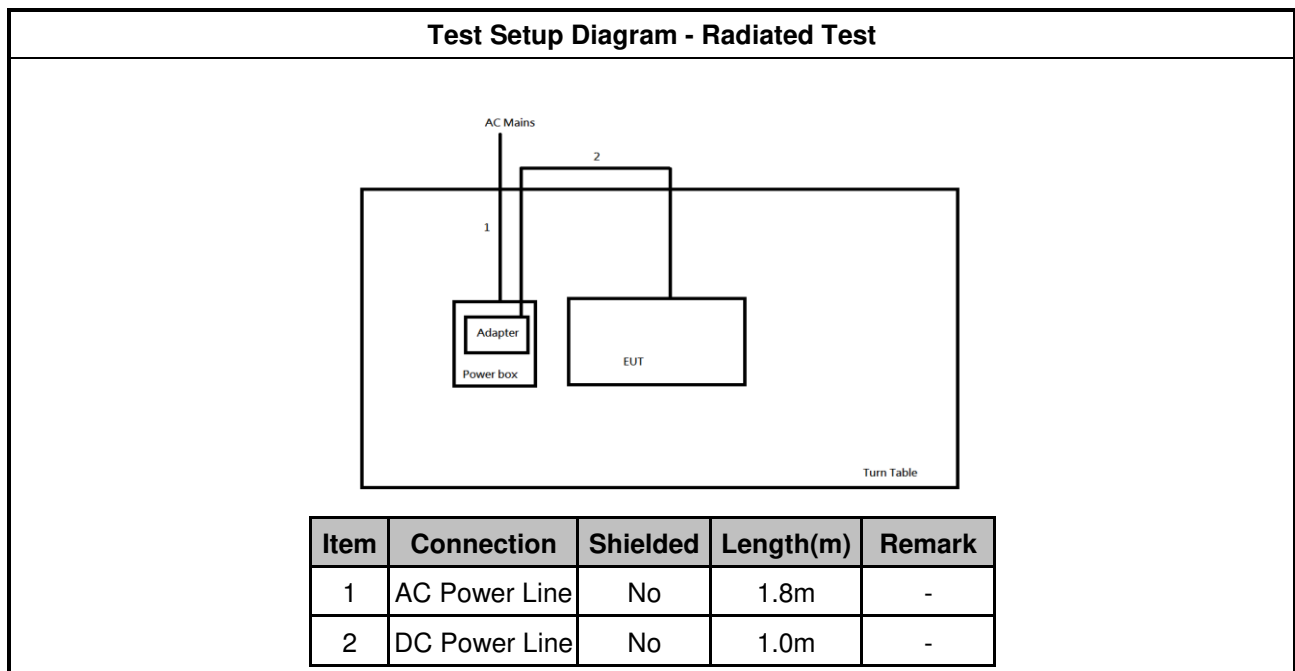 Test Setup Diagram - Radiated Test
AC Mains
2
1
Adapter
Power box
EUT
Turn Table
Item Connection Shielded Length(m) Remark
1 AC Power Line No 1.8m -
2 DC Power Line No 1.0m -